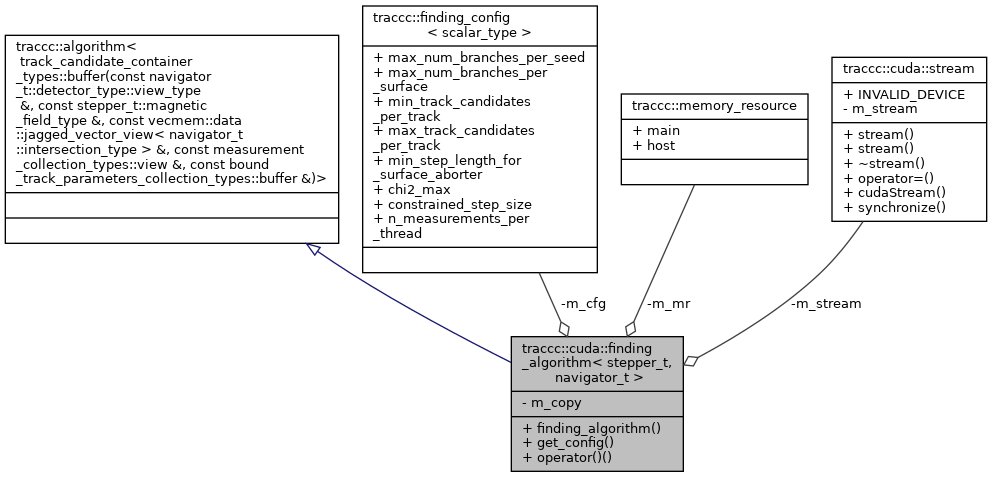 traccc::algorithm<
track_candidate_container
_types::buffer(const navigator
_t::detector_type::view_type
&, const stepper_t::magnetic
_field_type &, const vecmem::data
::jagged_vector_view< navigator_t
::intersection_type > &, const measurement
_collection_types::view &, const bound
_track_parameters_collection_types::buffer &)>
traccc::finding_config
< scalar_type >
+ max_num_branches_per_seed
+ max_num_branches_per
_surface
+ min_track_candidates
_per_track
+ max_track_candidates
_per_track
+ min_step_length_for
_surface_aborter
+ chi2_max
+ constrained_step_size
+ n_measurements_per
_thread
traccc::memory_resource
+ main
+ host
traccc::cuda::stream
+ INVALID_DEVICE
- m_stream
+ stream()
+ stream()
+ ~stream()
+ operator=()
+ cudaStream()
+ synchronize()
-m_cfg
-m_mr
-m_stream
traccc::cuda::finding
_algorithm< stepper_t,
navigator_t >
- m_copy
+ finding_algorithm()
+ get_config()
+ operator()()